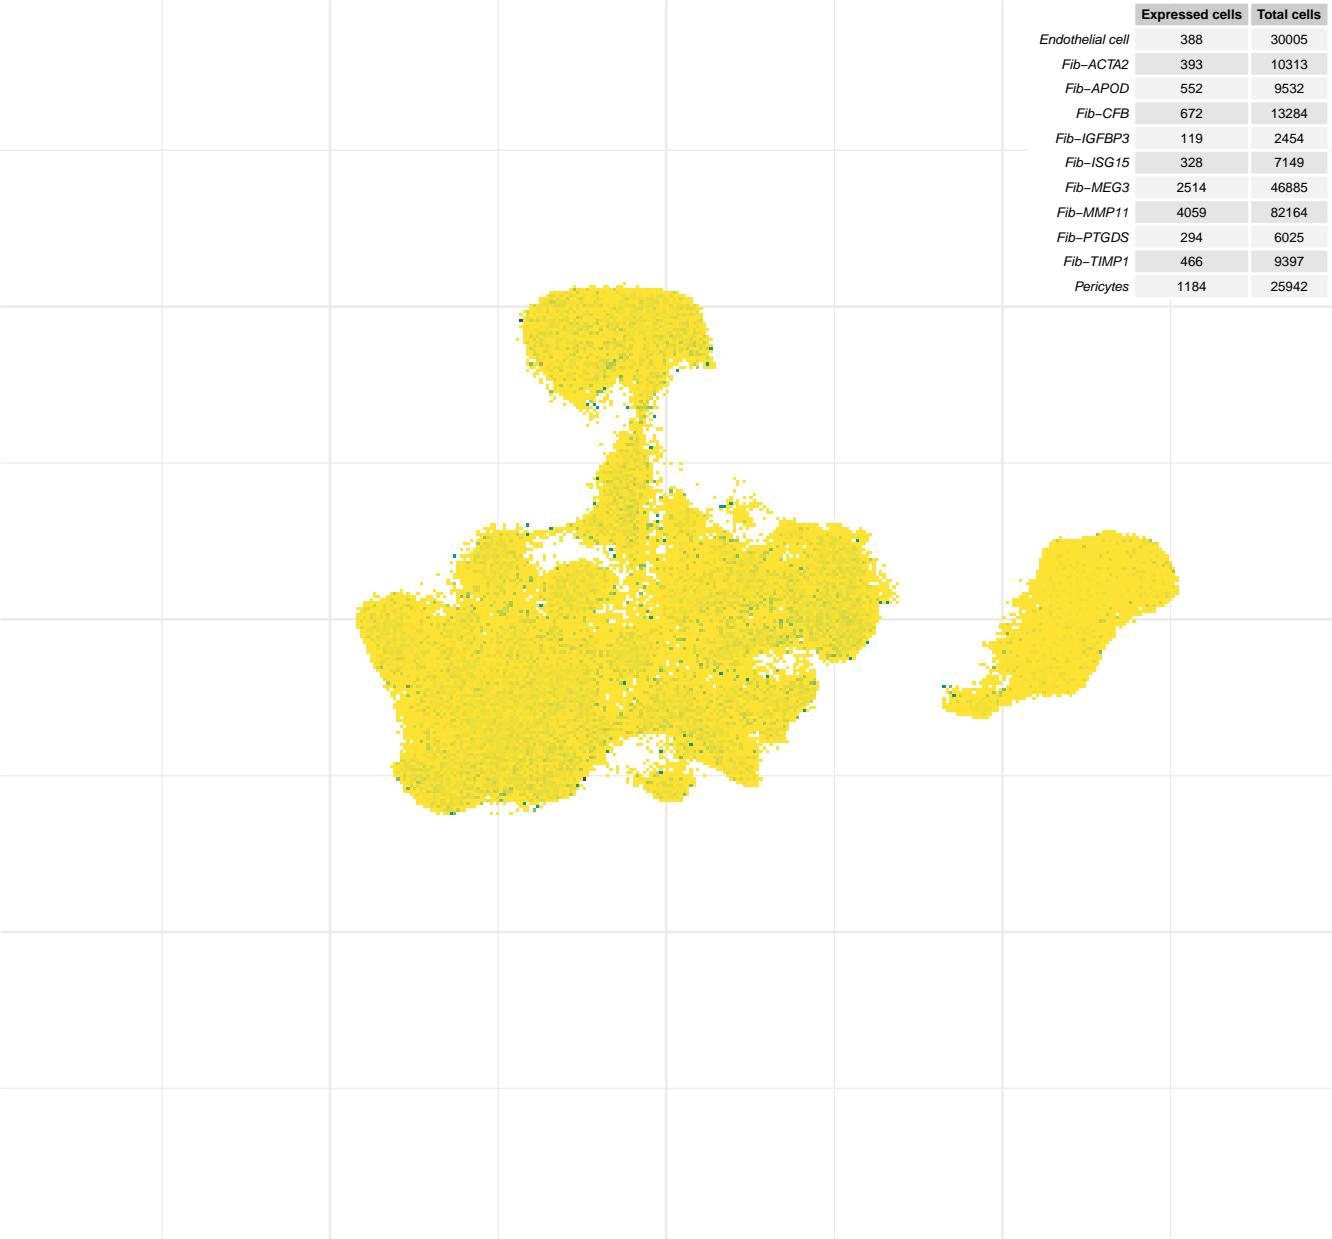 Expressed cells Total cells
Endothelial cell 388 30005
Fib−ACTA2 393 10313
Fib−APOD 552 9532
Fib−CFB 672 13284
Fib−IGFBP3 119 2454
Fib−ISG15 328 7149
Fib−MEG3 2514 46885
Fib−MMP11 4059 82164
Fib−PTGDS 294 6025
Fib−TIMP1 466 9397
Pericytes 1184 25942